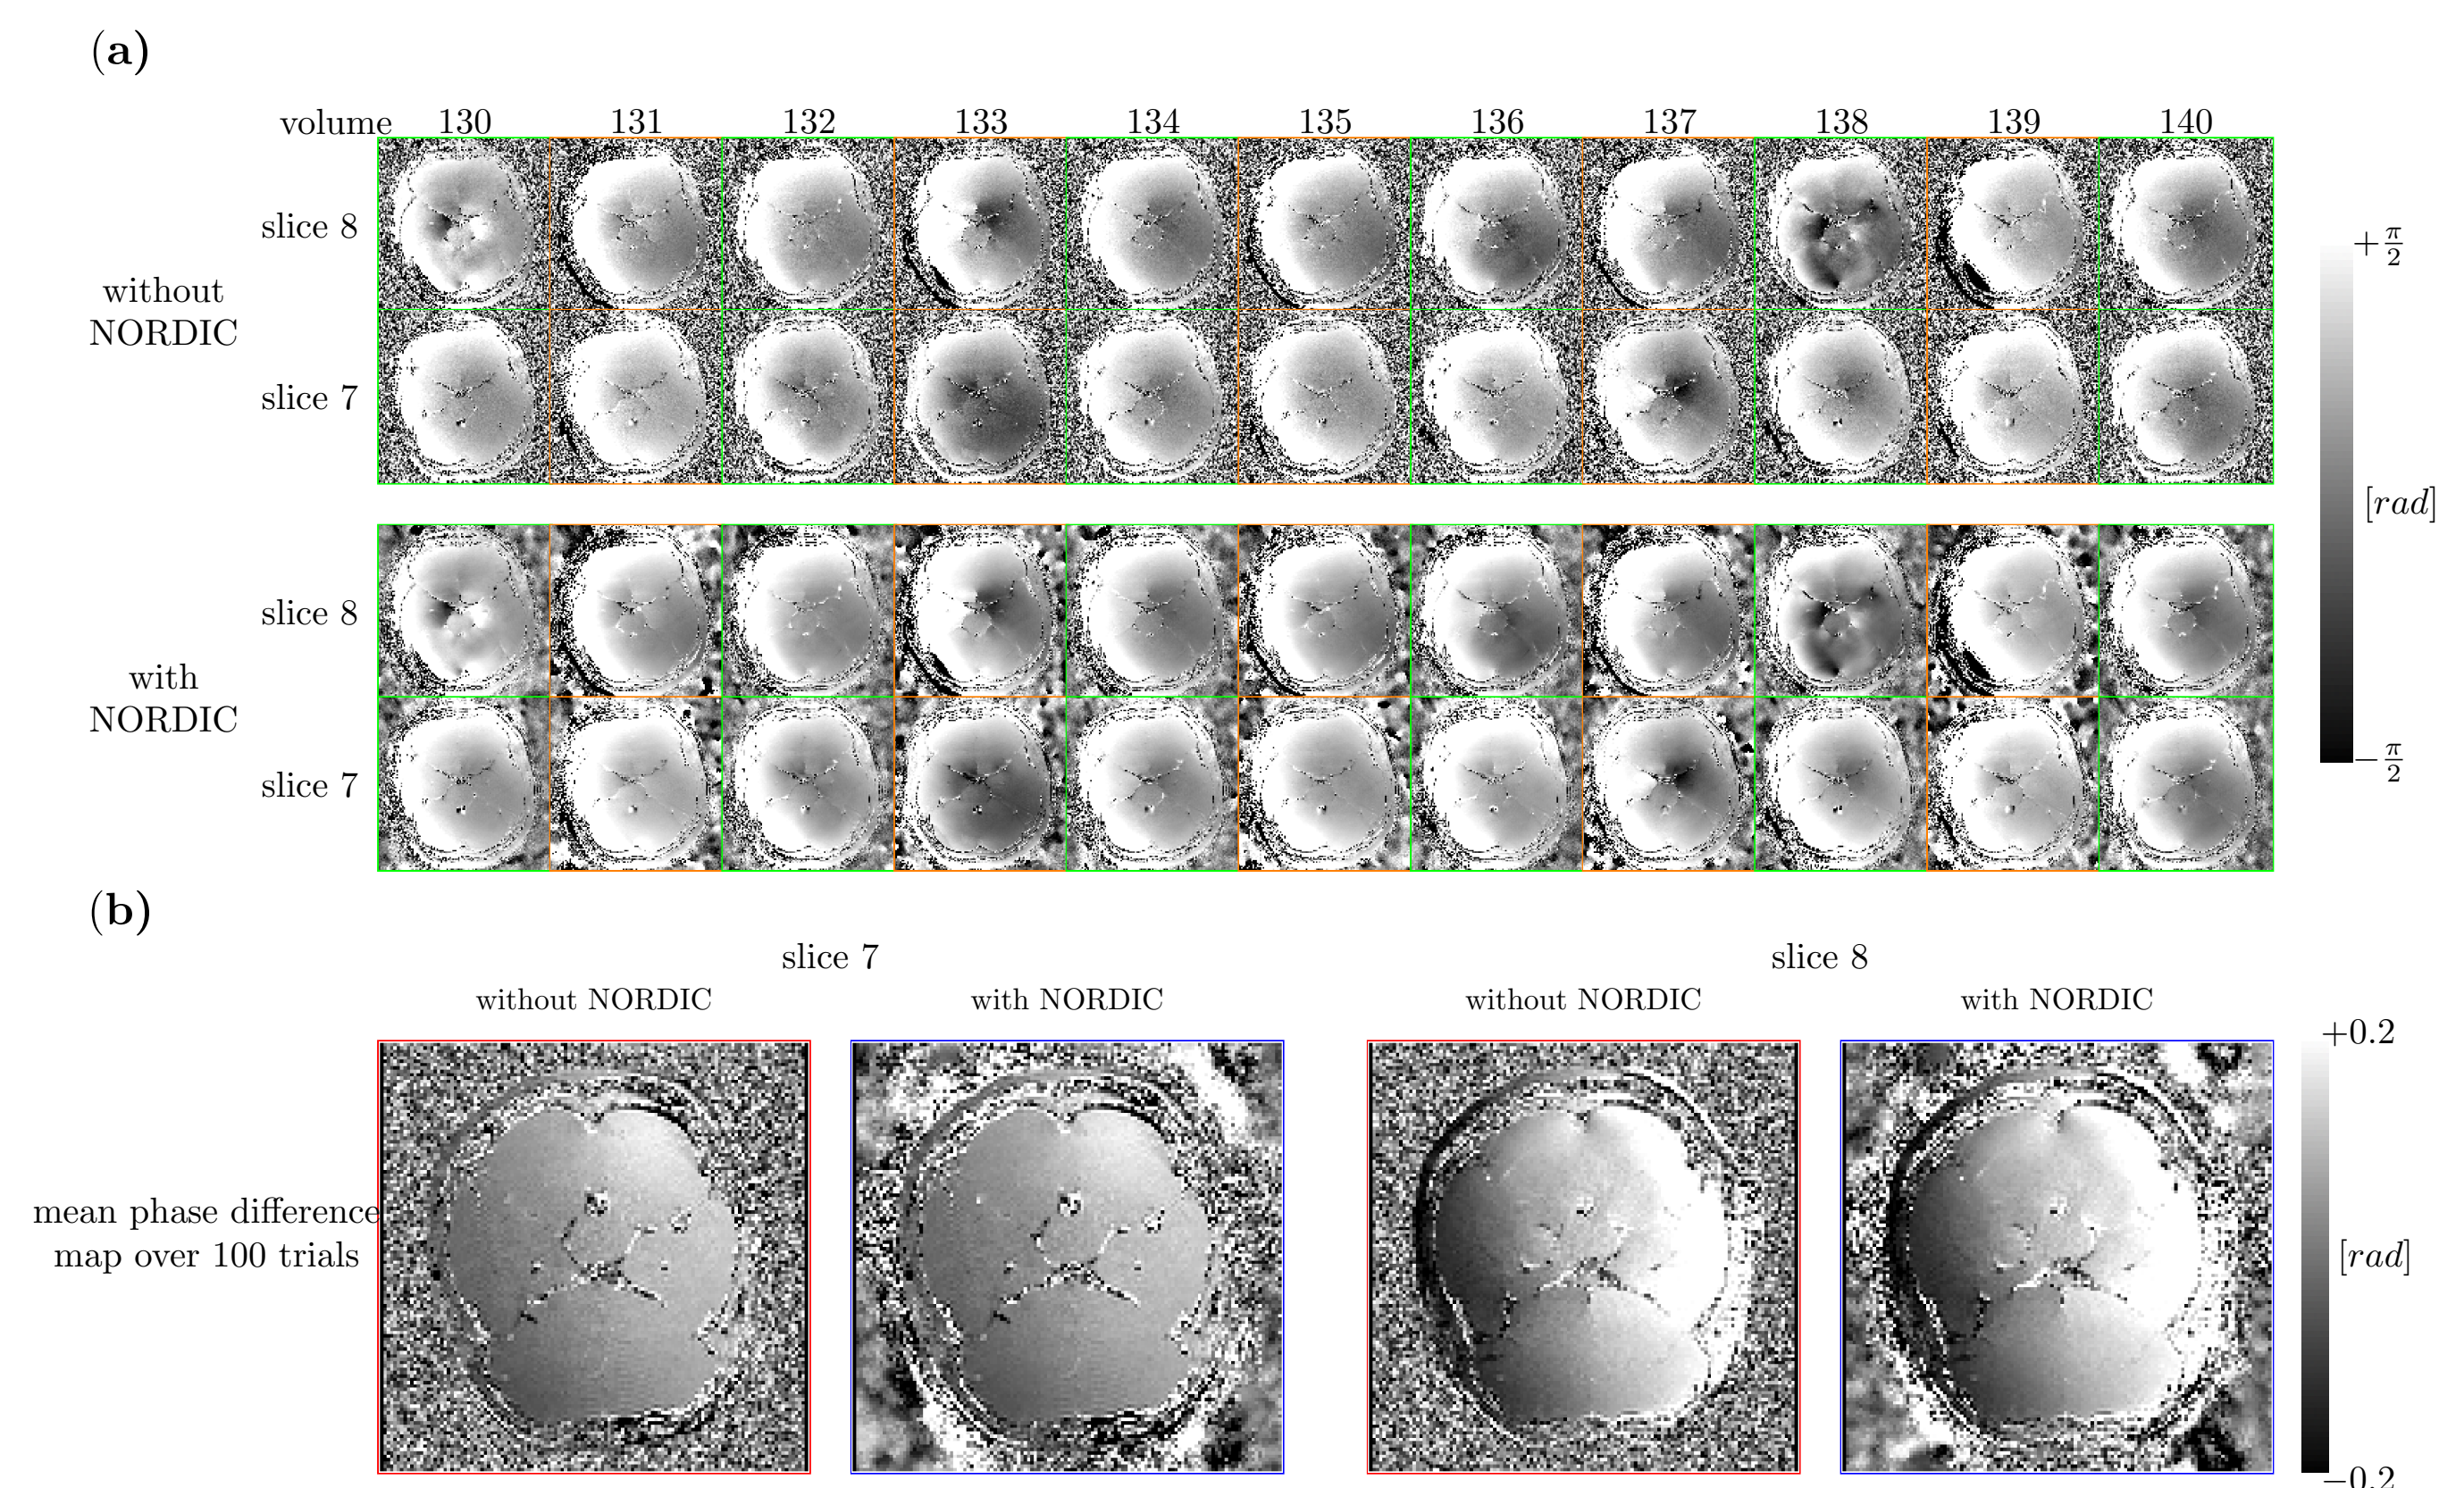 (a)
volume 130 131 132 133 134 135 136 137 138 139 140
slice 8
without
NORDIC
slice 7
+π/2
[rad]
−π/2
slice 8
with
NORDIC
slice 7
(b)
slice 7 slice 8
without NORDIC with NORDIC without NORDIC with NORDIC
mean phase difference
map over 100 trials
+0.2
[rad]
−0.2